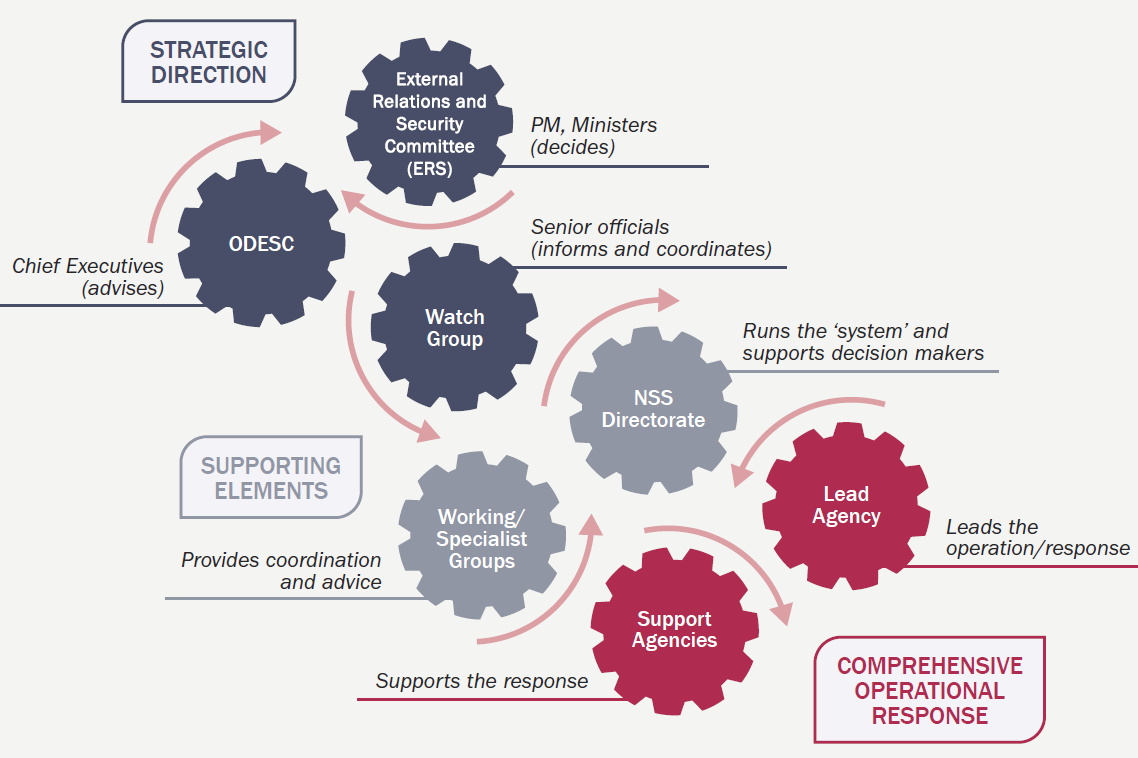 STRATEGIC
DIRECTION
External
Relations and
Security
Committee
(ERS)
PM, Ministers
(decides)
ODESC
Chief Executives
(advises)
Senior officials
(informs and coordinates)
Watch
Group
Runs the ‘system’ and
supports decision makers
NSS
Directorate
SUPPORTING
ELEMENTS
Working/
Specialist
Groups
Provides coordination
and advice
Lead
Agency
Leads the
operation/response
Support
Agencies
Supports the response
COMPREHENSIVE
OPERATIONAL
RESPONSE